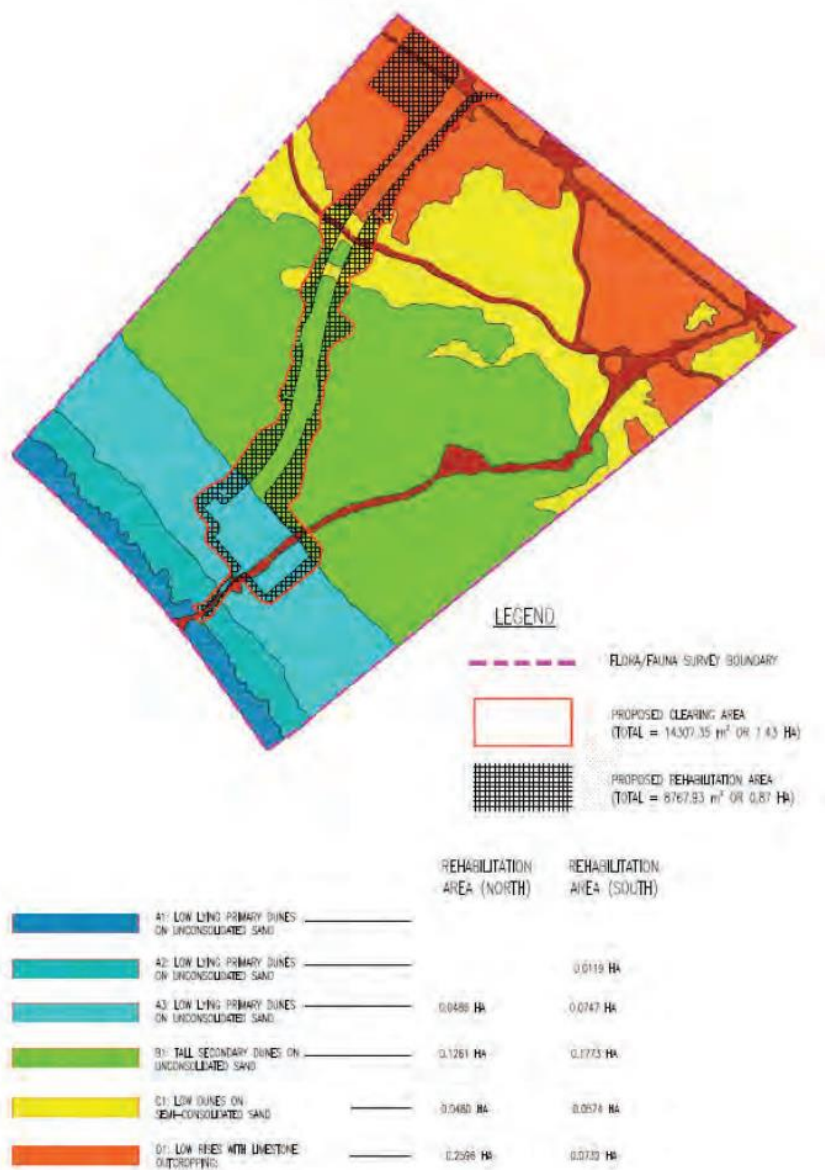 LEGEND
FLORA/FAUNA SURVEY BOUNDARY
PROPOSED CLEARING AREA
(TOTAL = 14307.35 m² OR 1.43 HA)
PROPOSED REHABILITATION AREA
(TOTAL = 8767.93 m² OR 0.87 HA)
REHABILITATION AREA (NORTH)
REHABILITATION AREA (SOUTH)
A1: LOW LYING PRIMARY DUNES
ON UNCONSOLIDATED SAND
A2: LOW LYING PRIMARY DUNES
ON UNCONSOLIDATED SAND
0.0119 HA
A3: LOW LYING PRIMARY DUNES
ON UNCONSOLIDATED SAND
HA
0.0747 HA
B1: TALL SECONDARY DUNES ON
UNCONSOLIDATED SAND
0.1261 HA
0.1773 HA
C1: LOW DUNES ON
SEMI-CONSOLIDATED SAND
0.0480 HA
0.0574 HA
D1: LOW RISES WITH LIMESTONE
OUTCROPPING
0.2596 HA
HA